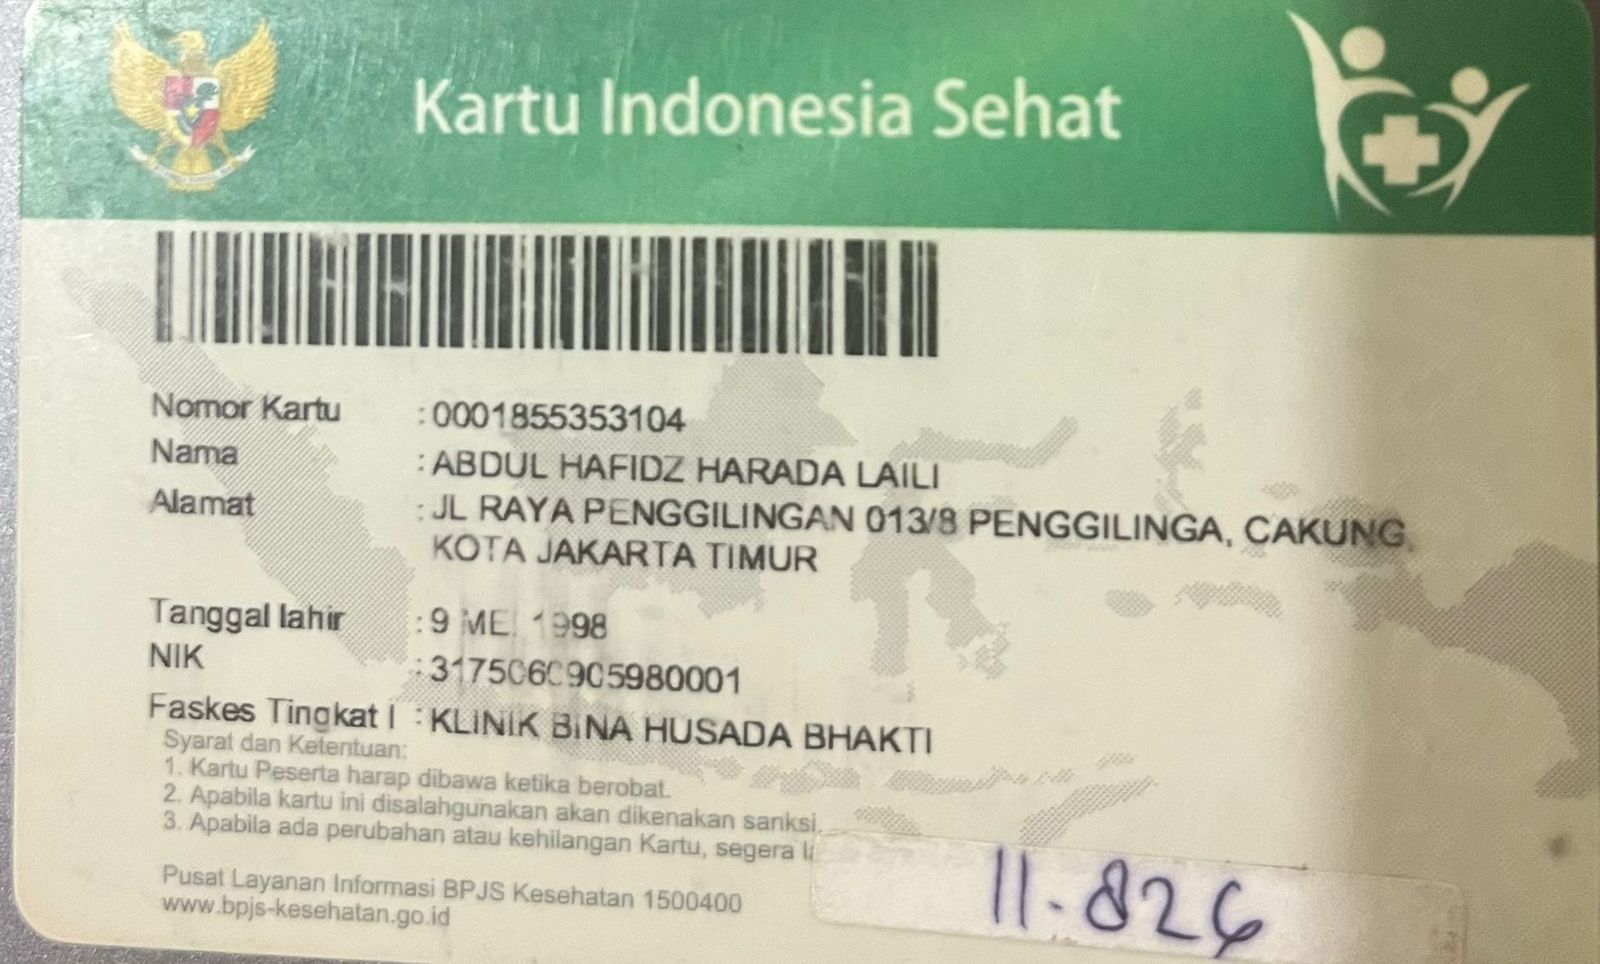 Kartu Indonesia Sehat
Nomor Kartu : 0001855353104
Nama : ABDUL HAFIDZ HARADA LAILI
Alamat : JL RAYA PENGGILINGAN 013/8 PENGGILINGA, CAKUNG,
KOTA JAKARTA TIMUR
Tanggal lahir : 9 MEI 1998
NIK : 3175060905980001
Faskes Tingkat I : KLINIK BINA HUSADA BHAKTI
Syarat dan Ketentuan:
1. Kartu Peserta harap dibawa ketika berobat.
2. Apabila kartu ini disalahgunakan akan dikenakan sanksi.
3. Apabila ada perubahan atau kehilangan Kartu, segera
Pusat Layanan Informasi BPJS Kesehatan 1500400
www.bpjs-kesehatan.go.id
11.826